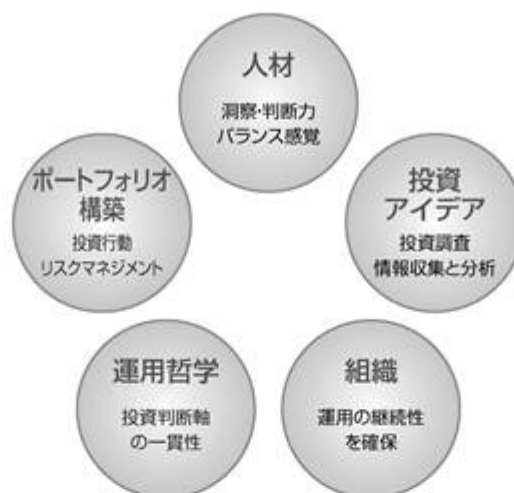 人材
洞察・判断力
バランス感覚
ポートフォリオ
構築
投資行動
リスクマネジメント
投資
アイデア
投資調査
情報収集と分析
運用哲学
投資判断軸
の一貫性
組織
運用の継続性
を確保